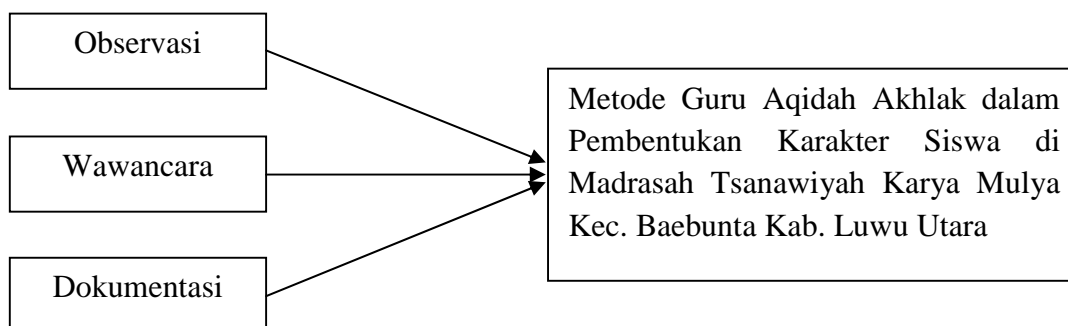 Observasi
Wawancara
Dokumentasi
Metode Guru Aqidah Akhlak dalam
Pembentukan Karakter Siswa di
Madrasah Tsanawiyah Karya Mulya
Kec. Baebunta Kab. Luwu Utara